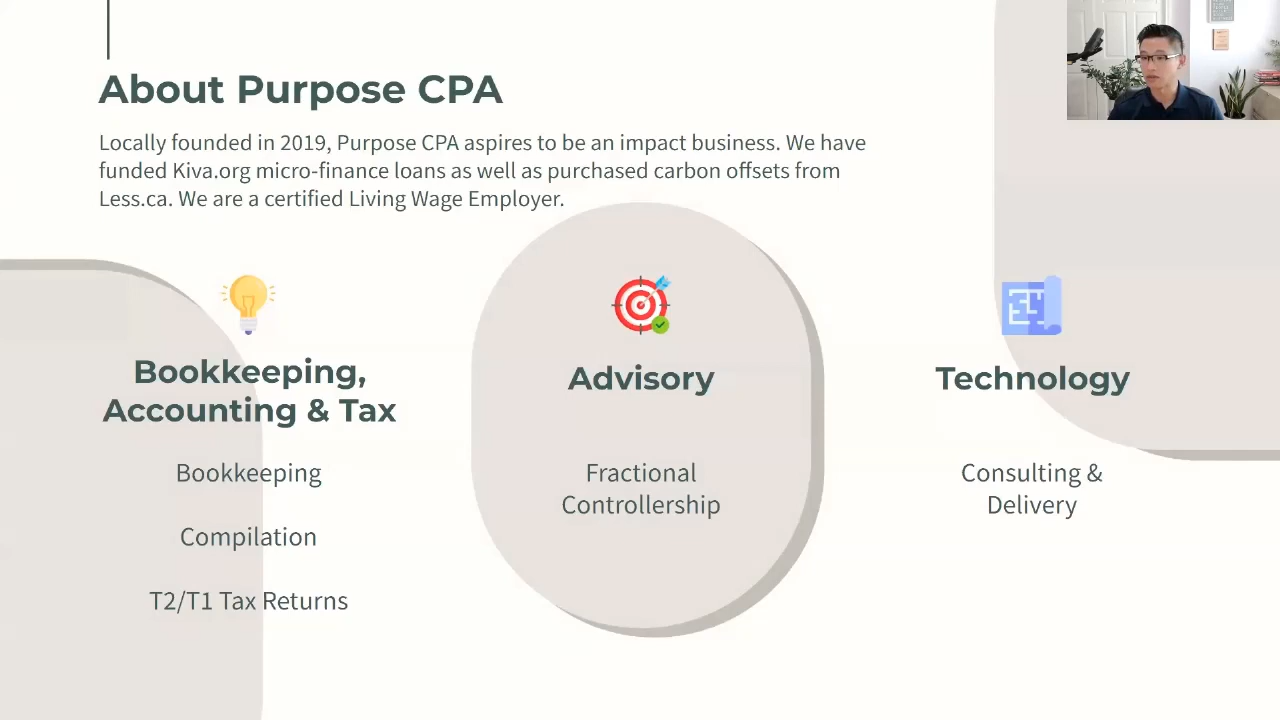 About Purpose CPA
Locally founded in 2019, Purpose CPA aspires to be an impact business. We have
funded Kiva.org micro-finance loans as well as purchased carbon offsets from
Less.ca. We are a certified Living Wage Employer.
Bookkeeping,
Accounting & Tax
Bookkeeping
Compilation
T2/T1 Tax Returns
Advisory
Fractional
Controllership
Technology
Consulting &
Delivery